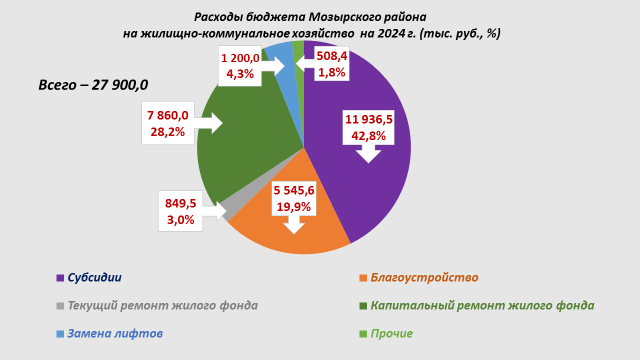 Расходы бюджета Мозырского района
на жилищно-коммунальное хозяйство на 2024 г. (тыс. руб., %)
Всего – 27 900,0
1 200,0
4,3%
508,4
1,8%
7 860,0
28,2%
11 936,5
42,8%
849,5
3,0%
5 545,6
19,9%
Субсидии
Благоустройство
Текущий ремонт жилого фонда
Капитальный ремонт жилого фонда
Замена лифтов
Прочие